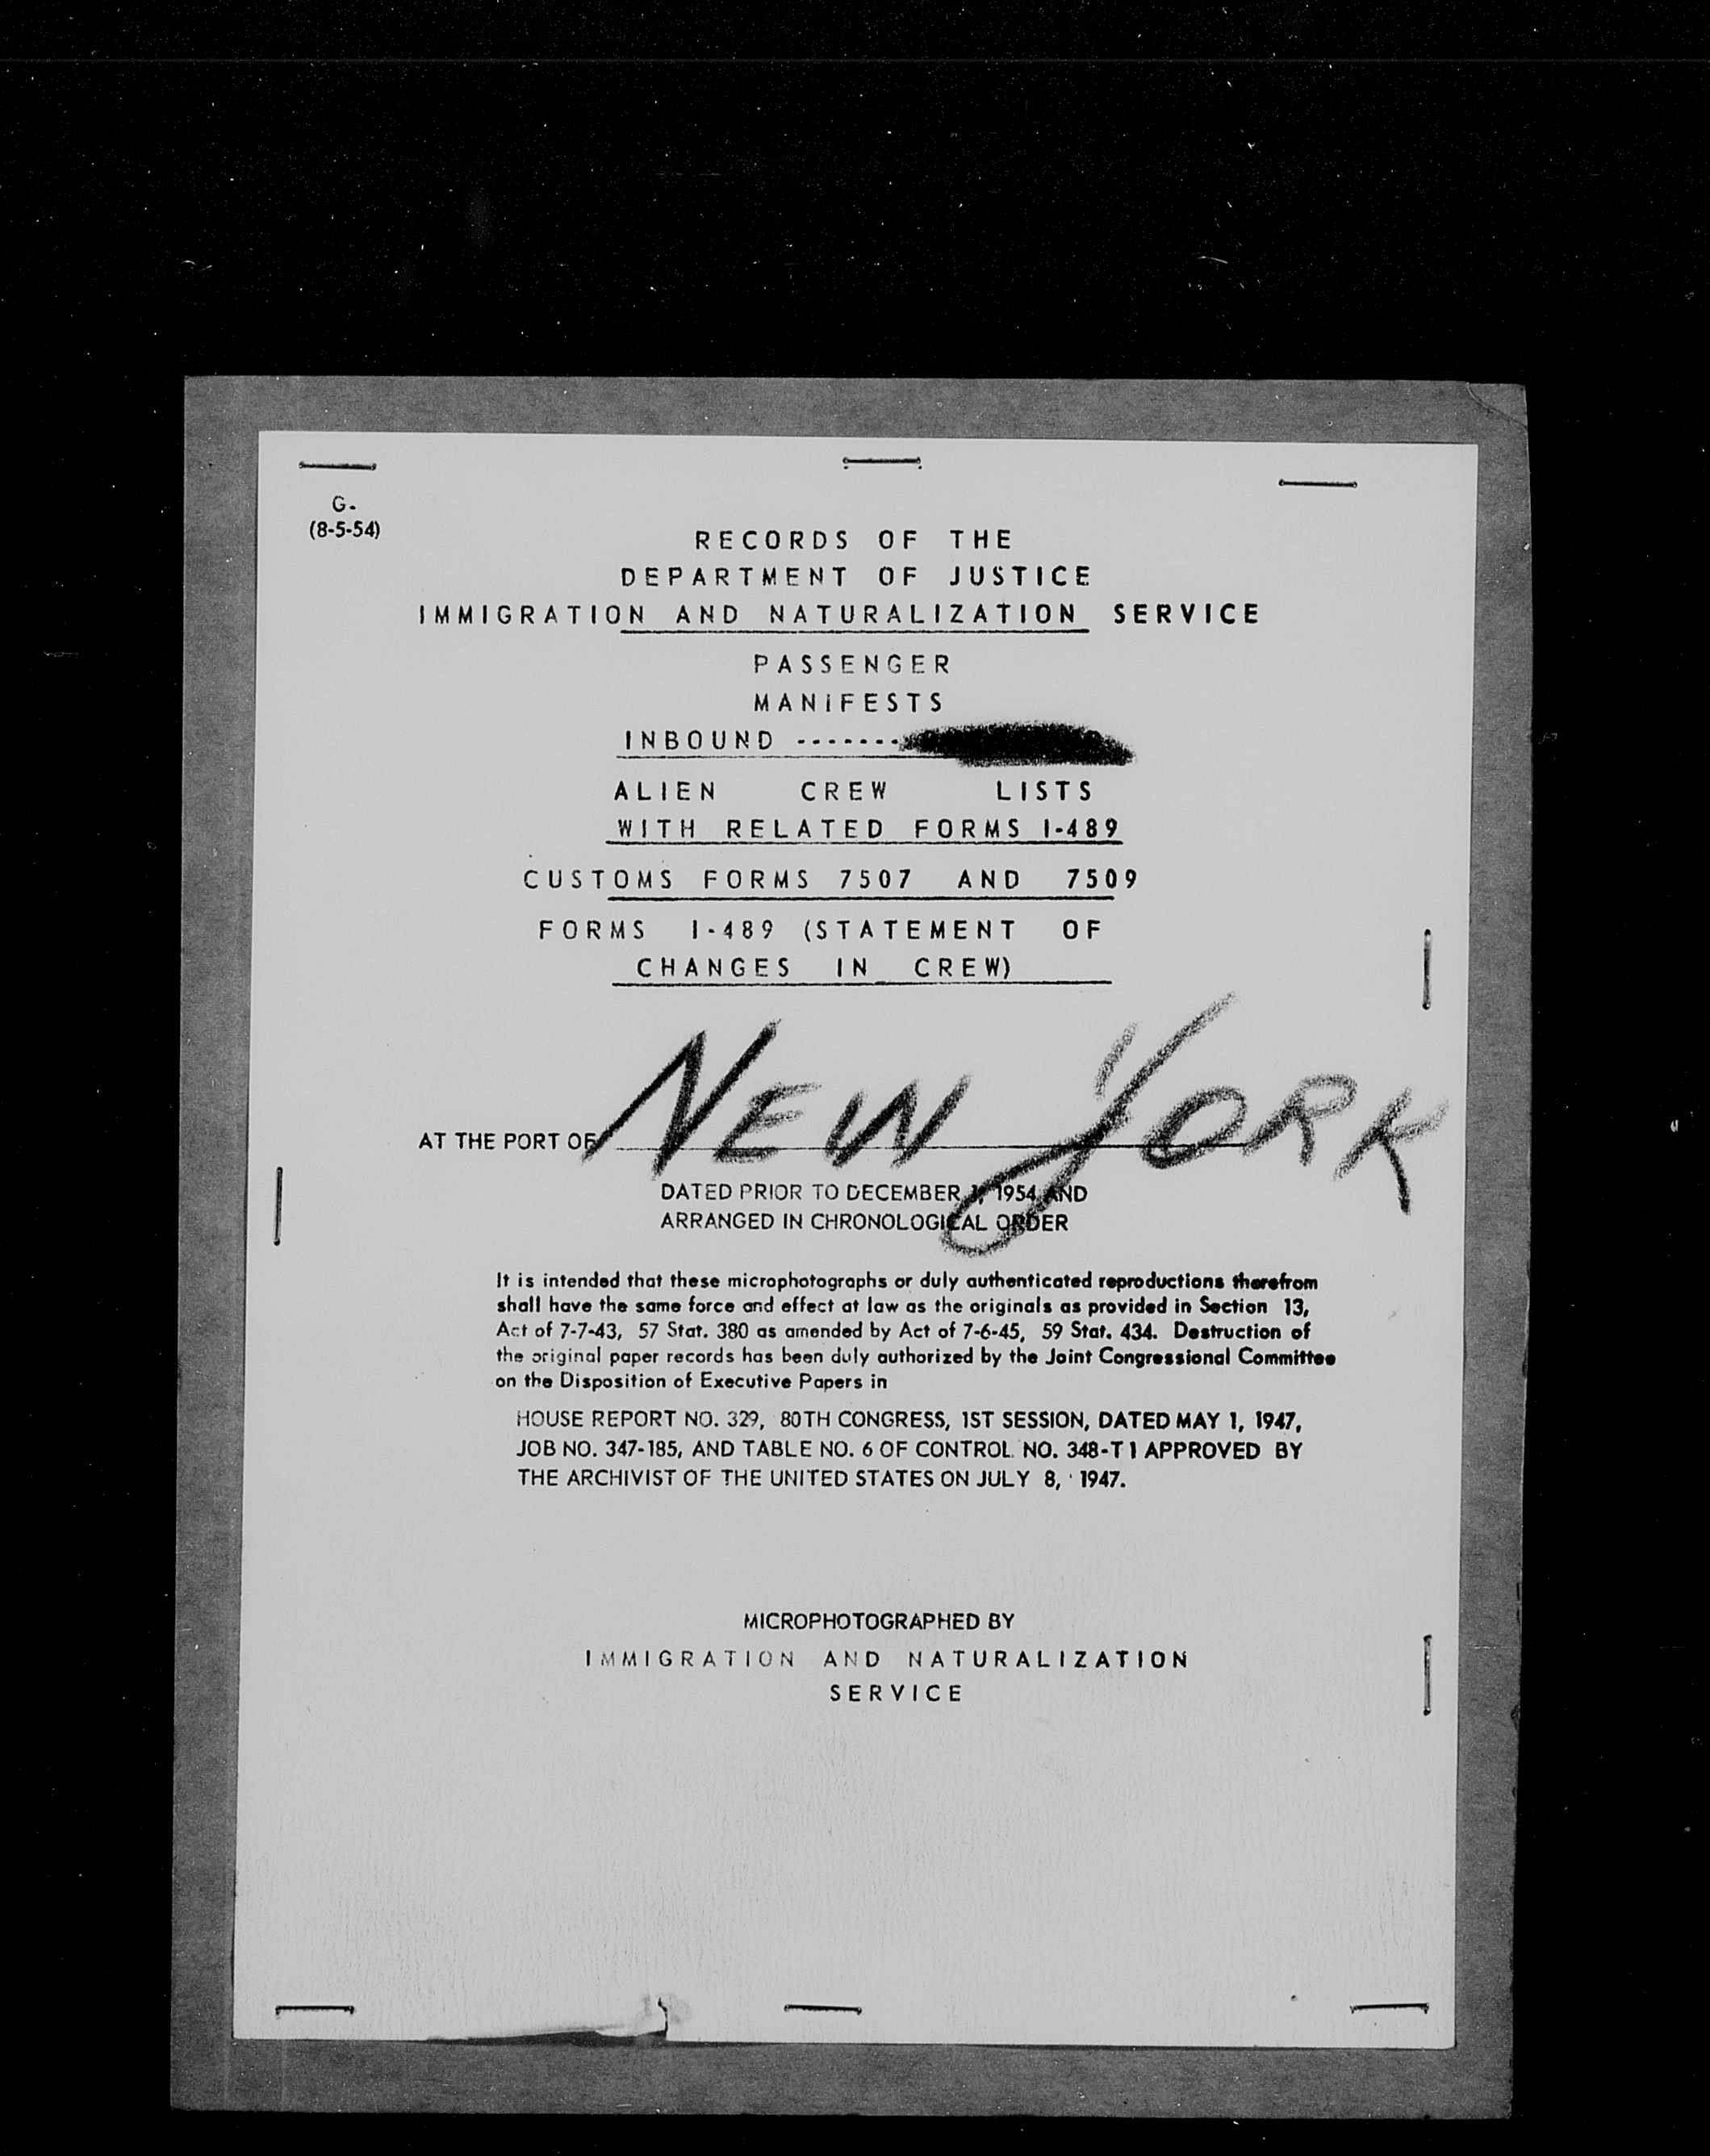 G-
(8-5-54)
RECORDS OF THE
DEPARTMENT OF JUSTICE
IMMIGRATION AND NATURALIZATION SERVICE
PASSENGER
MANIFESTS
INBOUND -------
ALIEN CREW LISTS
WITH RELATED FORMS I-489
CUSTOMS FORMS 7507 AND 7509
FORMS I-489 (STATEMENT OF
CHANGES IN CREW)
AT THE PORT OF NEW YORK
DATED PRIOR TO DECEMBER 1, 1954 AND
ARRANGED IN CHRONOLOGICAL ORDER
It is intended that these microphotographs or duly authenticated reproductions therefrom
shall have the same force and effect at law as the originals as provided in Section 13,
Act of 7-7-43, 57 Stat. 380 as amended by Act of 7-6-45, 59 Stat. 434. Destruction of
the original paper records has been duly authorized by the Joint Congressional Committee
on the Disposition of Executive Papers in
HOUSE REPORT NO. 329, 80TH CONGRESS, 1ST SESSION, DATED MAY 1, 1947,
JOB NO. 347-185, AND TABLE NO. 6 OF CONTROL NO. 348-T1 APPROVED BY
THE ARCHIVIST OF THE UNITED STATES ON JULY 8, 1947.
MICROPHOTOGRAPHED BY
IMMIGRATION AND NATURALIZATION
SERVICE